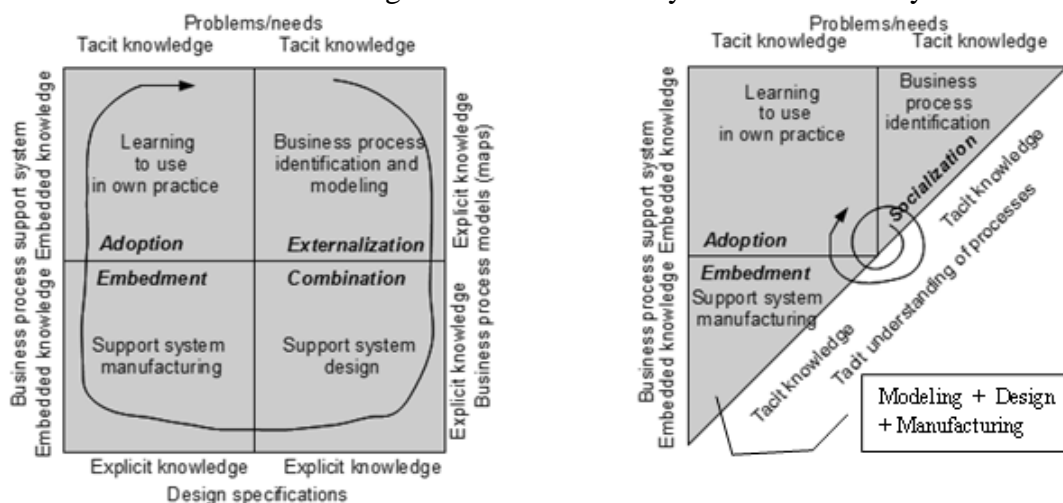 Problems/needs
Tacit knowledge Tacit knowledge
Business process support system
Embedded knowledge Embedded knowledge
Learning
to use
in own practice
Business process
identification and
modeling
Adoption
Externalization
Embedment
Combination
Support system
manufacturing
Support system
design
Explicit knowledge Explicit knowledge
Business process models (maps)
Explicit knowledge Explicit knowledge
Design specifications
Problems/needs
Tacit knowledge Tacit knowledge
Business process support system
Embedded knowledge Embedded knowledge
Learning
to use
in own practice
Business
process
identification
Socialization
Adoption
Embedment
Support system
manufacturing
Tacit knowledge Tacit knowledge
Tacit understanding of processes
Modeling + Design
+ Manufacturing